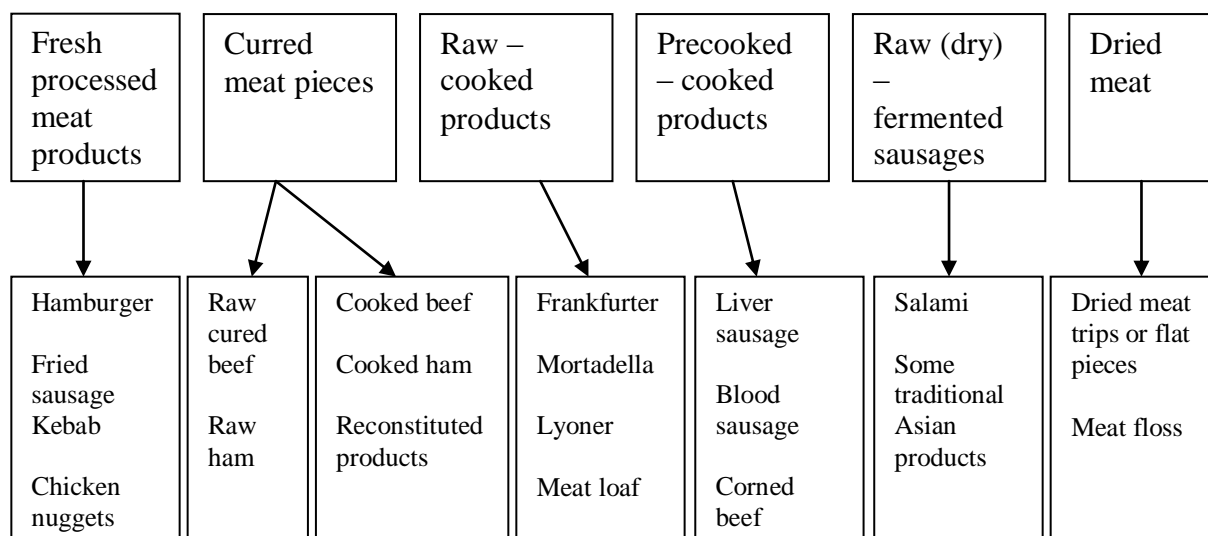 Fresh
processed
meat
products
Curred
meat pieces
Raw –
cooked
products
Precooked
– cooked
products
Raw (dry)
–
fermented
sausages
Dried
meat
Hamburger
Fried
sausage
Kebab
Chicken
nuggets
Raw
cured
beef
Raw
ham
Cooked beef
Cooked ham
Reconstituted
products
Frankfurter
Mortadella
Lyoner
Meat loaf
Liver
sausage
Blood
sausage
Corned
beef
Salami
Some
traditional
Asian
products
Dried meat
trips or flat
pieces
Meat floss